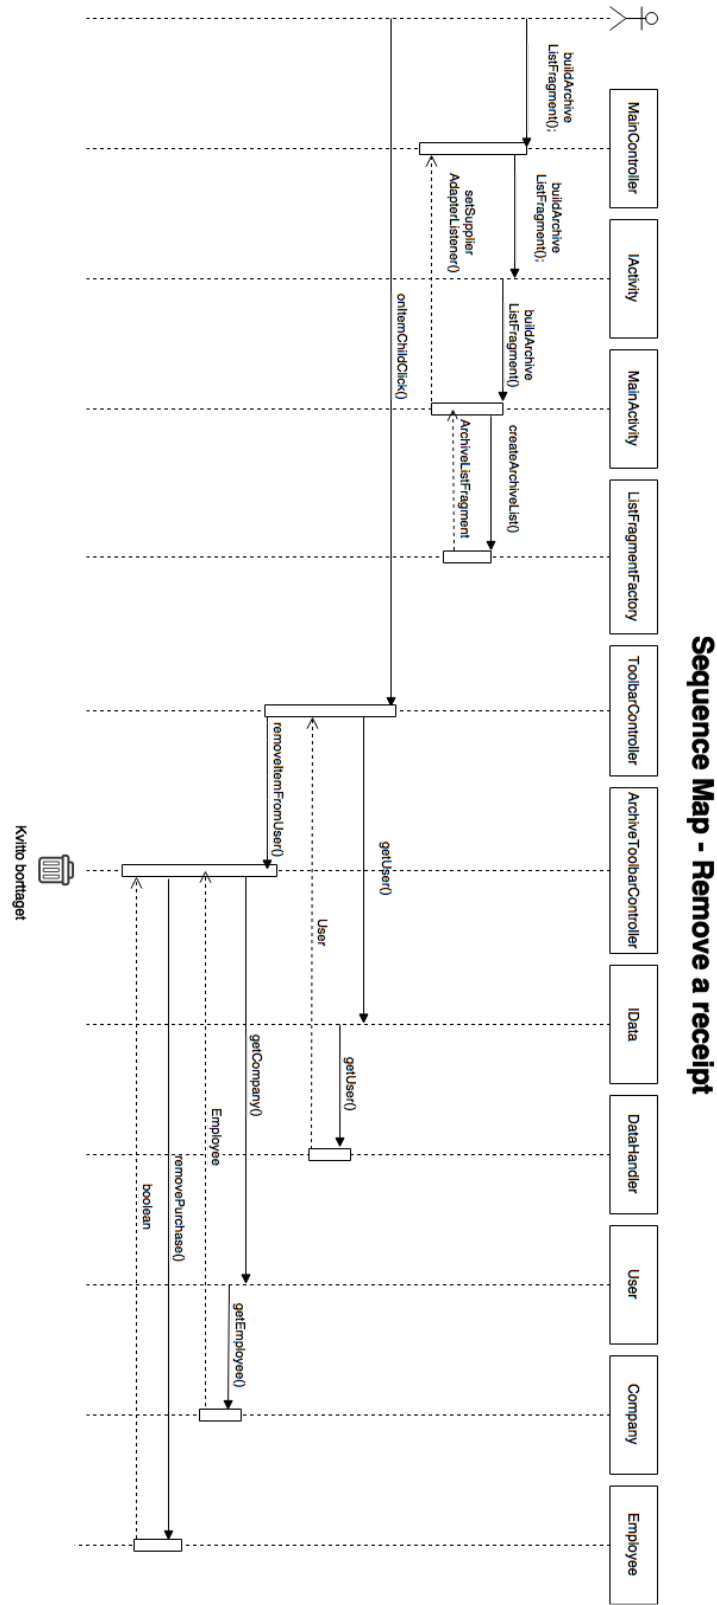 Sequence Map - Remove a receipt
MainController
IActivity
MainActivity
ListFragmentFactory
ToolbarController
ArchiveToolbarController
IData
DataHandler
User
Company
Employee
buildArchive
ListFragment();
buildArchive
ListFragment();
buildArchive
ListFragment()
createArchiveList()
ArchiveListFragment
setSupplier
AdapterListener()
onItemChildClick()
getUser()
getUser()
User
removeItemFromUser()
getCompany()
getEmployee()
Employee
removePurchase()
boolean
Kvitto borttaget